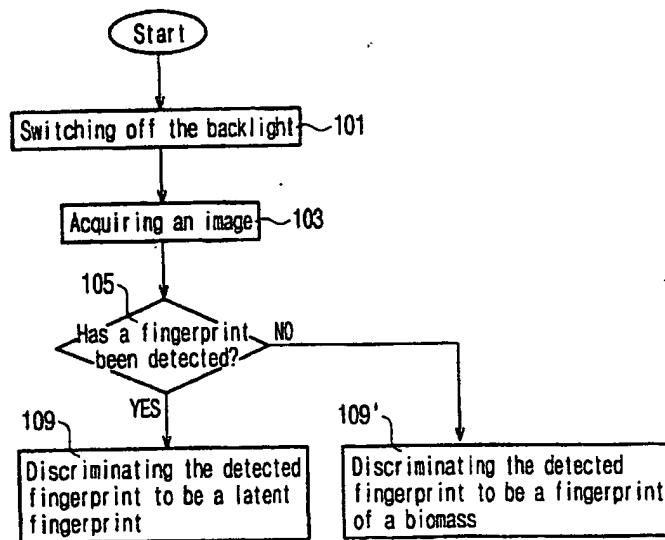 Start
Switching off the backlight
101
Acquiring an image
103
105
Has a fingerprint
been detected?
NO
YES
109
Discriminating the detected
fingerprint to be a latent
fingerprint
109'
Discriminating the detected
fingerprint to be a fingerprint
of a biomass